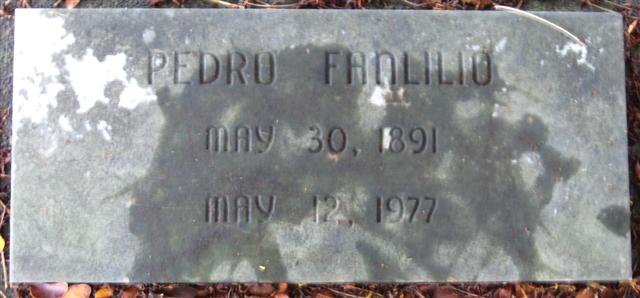 PEDRO FANLILIO
MAY 30, 1891
MAY 12, 1977